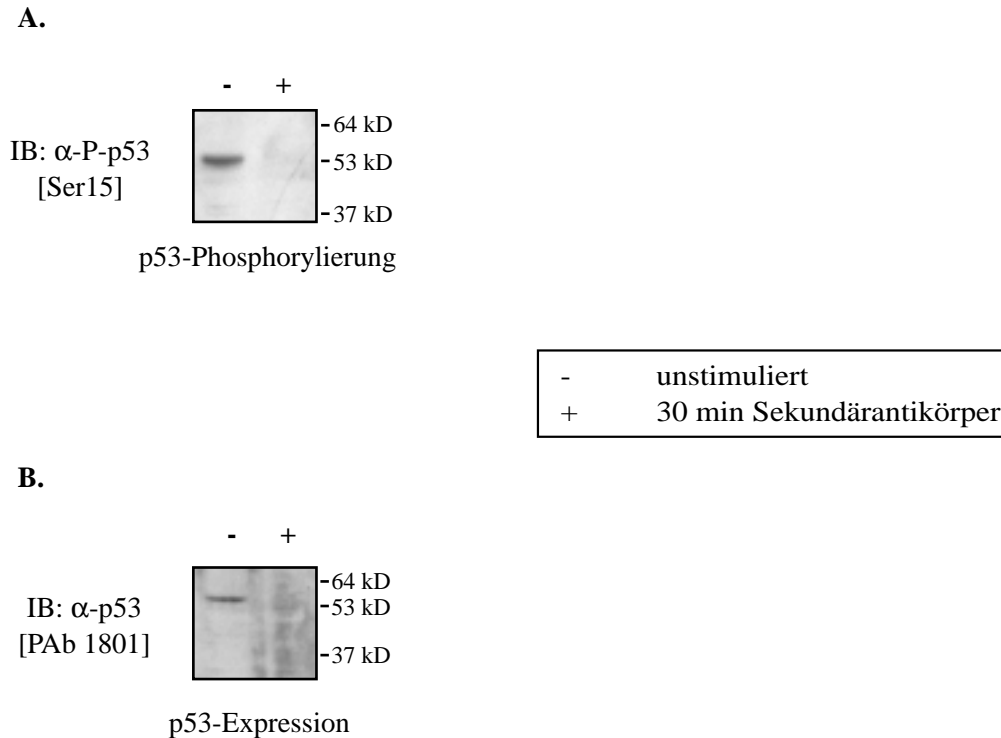 A.
- +
-64 kD
IB: α-P-p53
[Ser15]
-53 kD
-37 kD
p53-Phosphorylierung
- unstimuliert
+ 30 min Sekundärantikörper
B.
- +
-64 kD
IB: α-p53
[PAb 1801]
-53 kD
-37 kD
p53-Expression